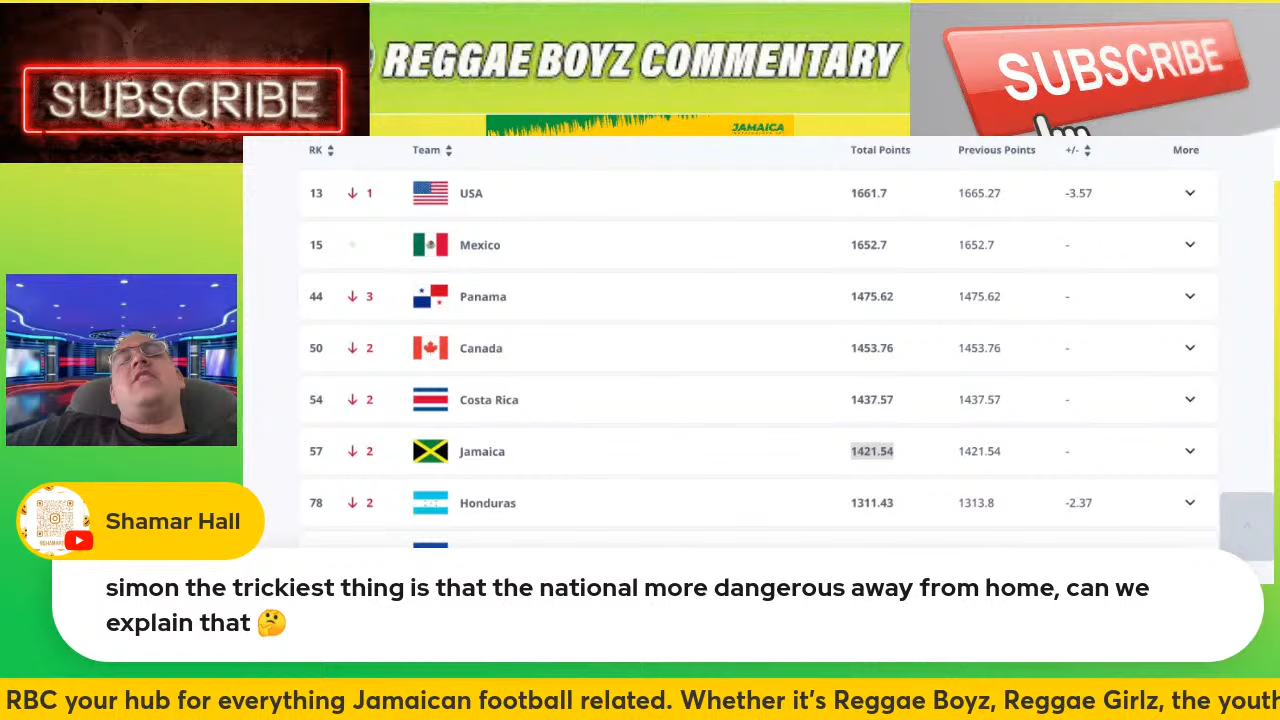 SUBSCRIBE
REGGAE BOYZ COMMENTARY
SUBSCRIBE
JAMAICA
RK Team Total Points Previous Points +/- More
13 1 USA 1661.7 1665.27 -3.57
15 Mexico 1652.7 1652.7 -
44 3 Panama 1475.62 1475.62 -
50 2 Canada 1453.76 1453.76 -
54 2 Costa Rica 1437.57 1437.57 -
57 2 Jamaica 1421.54 1421.54 -
78 2 Honduras 1311.43 1313.8 -2.37
Shamar Hall
simon the trickiest thing is that the national more dangerous away from home, can we
explain that 🤔
RBC your hub for everything Jamaican football related. Whether it's Reggae Boyz, Reggae Girlz, the youth